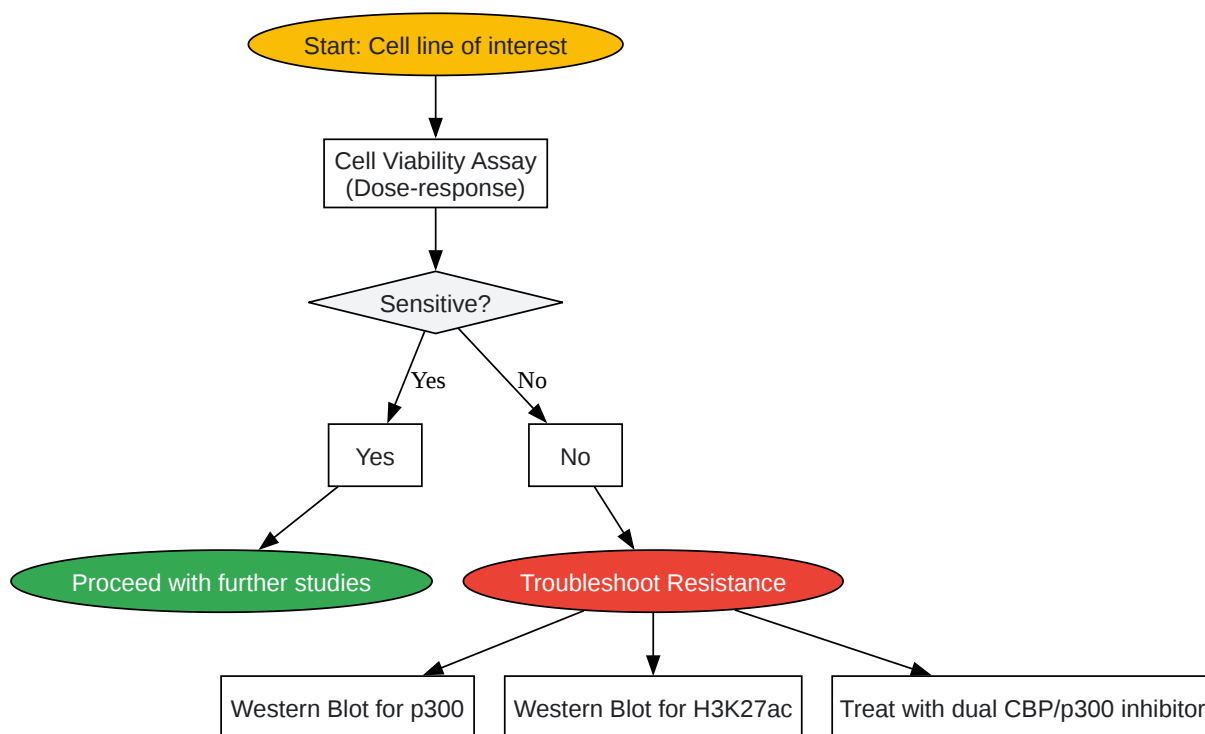 Start: Cell line of interest
Cell Viability Assay
(Dose-response)
Sensitive?
Yes
No
Yes
No
Proceed with further studies
Troubleshoot Resistance
Western Blot for p300
Western Blot for H3K27ac
Treat with dual CBP/p300 inhibitor